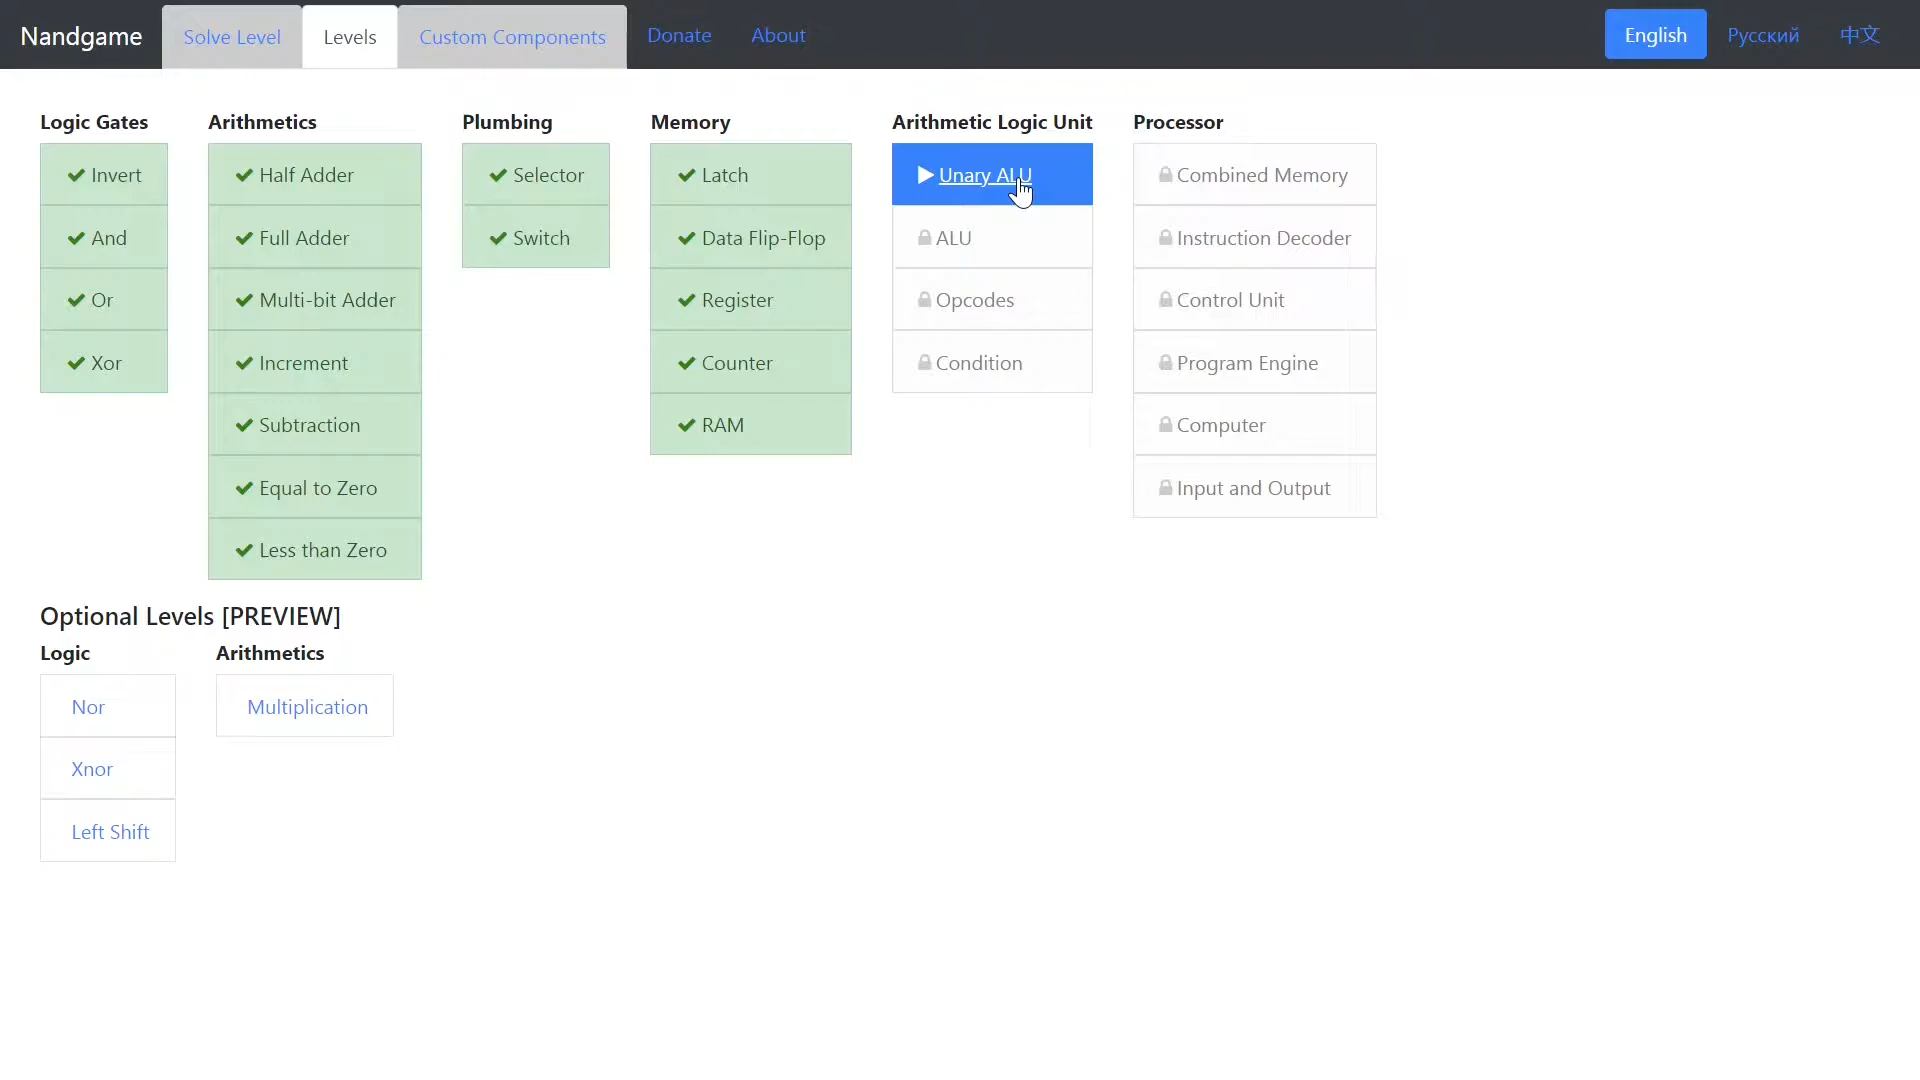 Nandgame
Solve Level
Levels
Custom Components
Donate
About
English
Русский
中文
Logic Gates
Invert
And
Or
Xor
Arithmetics
Half Adder
Full Adder
Multi-bit Adder
Increment
Subtraction
Equal to Zero
Less than Zero
Plumbing
Selector
Switch
Memory
Latch
Data Flip-Flop
Register
Counter
RAM
Arithmetic Logic Unit
Unary ALU
ALU
Opcodes
Condition
Processor
Combined Memory
Instruction Decoder
Control Unit
Program Engine
Computer
Input and Output
Optional Levels [PREVIEW]
Logic
Nor
Xnor
Left Shift
Arithmetics
Multiplication